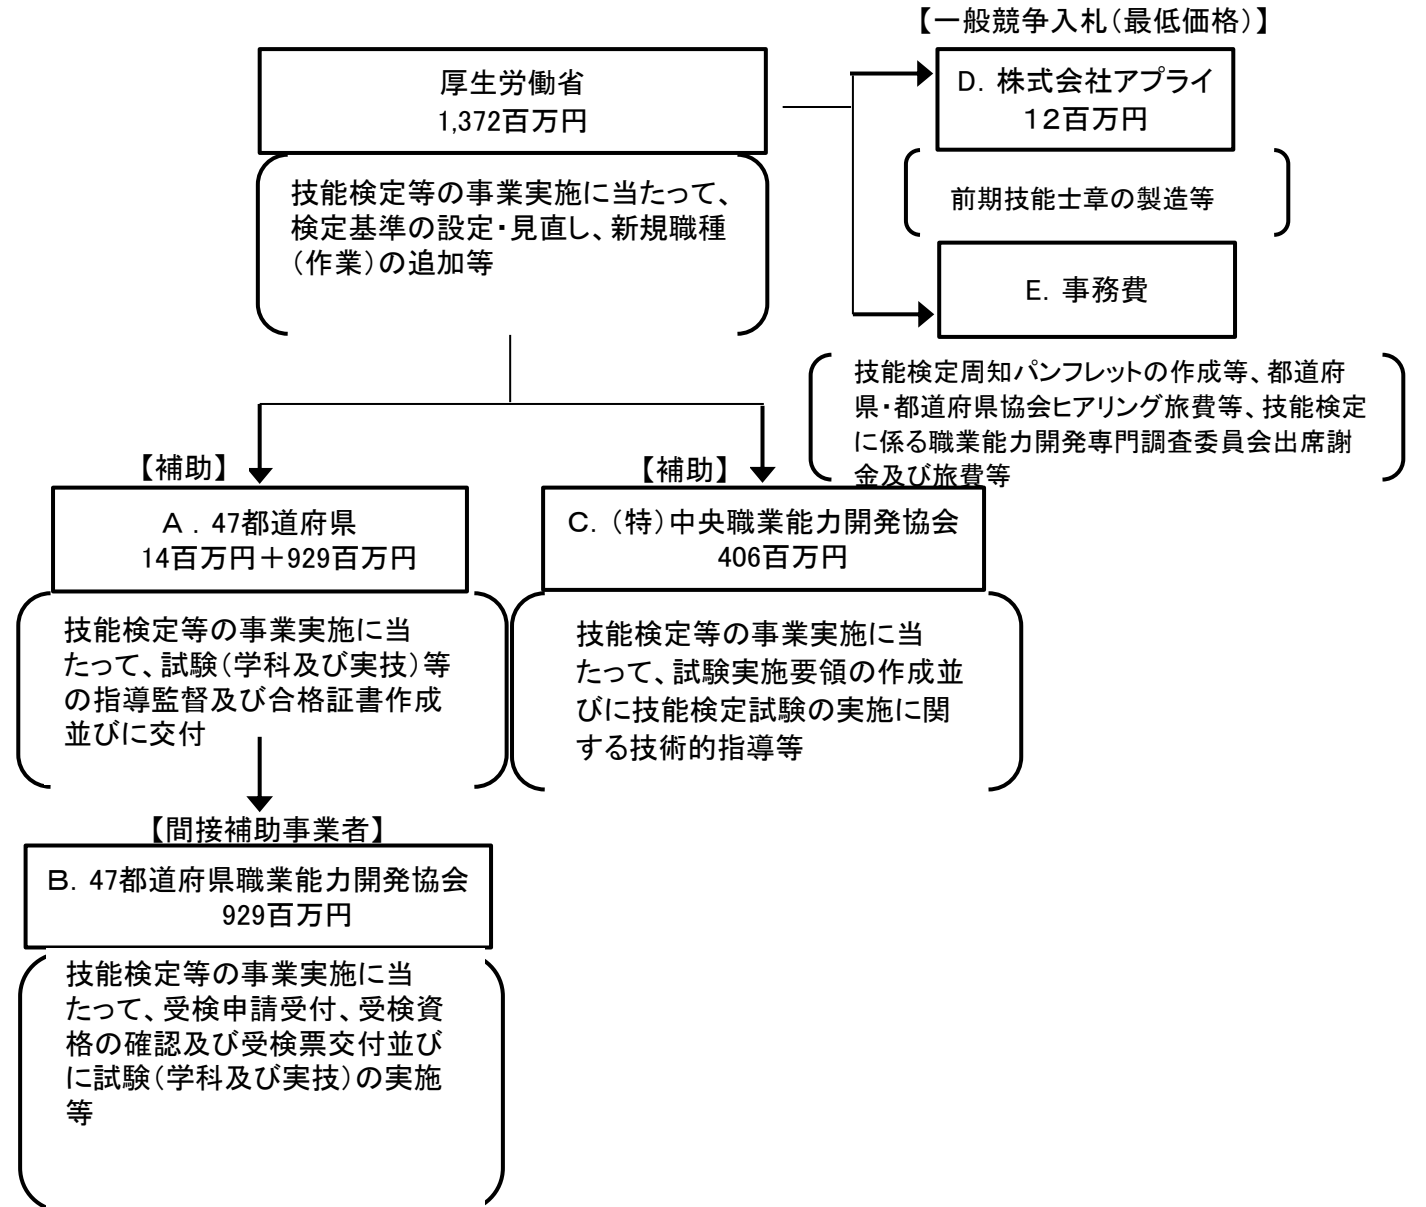 【一般競争入札（最低価格）】
厚生労働省
1,372百万円
D．株式会社アプライ
１２百万円
技能検定等の事業実施に当たって、
検定基準の設定・見直し、新規職種
（作業）の追加等
前期技能士章の製造等
E．事務費
技能検定周知パンフレットの作成等、都道府
県・都道府県協会ヒアリング旅費等、技能検定
に係る職業能力開発専門調査委員会出席謝
金及び旅費等
【補助】
【補助】
Ａ．47都道府県
14百万円＋929百万円
Ｃ．（特）中央職業能力開発協会
406百万円
技能検定等の事業実施に当
たって、試験（学科及び実技）等
の指導監督及び合格証書作成
並びに交付
技能検定等の事業実施に当
たって、試験実施要領の作成並
びに技能検定試験の実施に関
する技術的指導等
【間接補助事業者】
Ｂ．47都道府県職業能力開発協会
929百万円
技能検定等の事業実施に当
たって、受検申請受付、受検資
格の確認及び受検票交付並び
に試験（学科及び実技）の実施
等